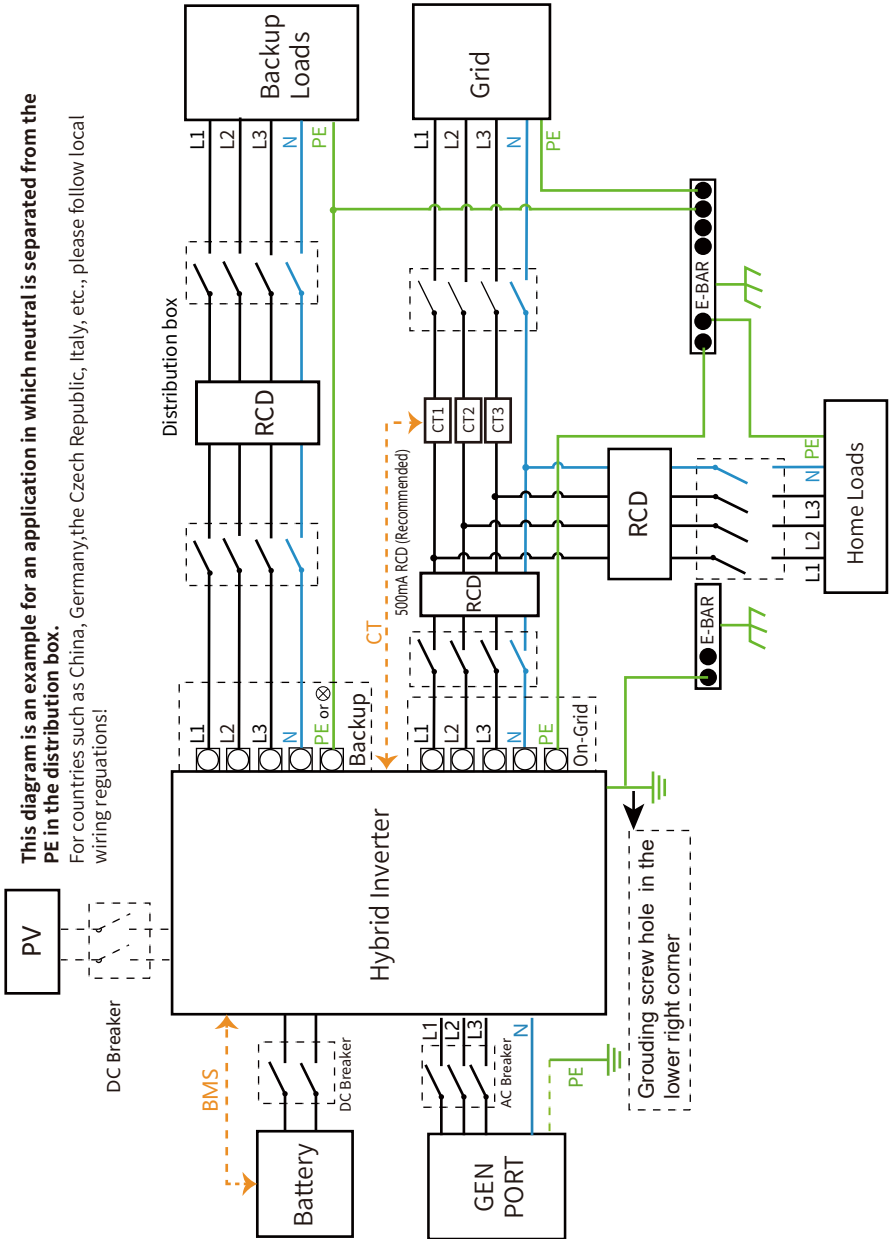 This diagram is an example for an application in which neutral is separated from the
PE in the distribution box.
For countries such as China, Germany,the Czech Republic, Italy, etc., please follow local
wiring reguations!
PV
DC Breaker
BMS
Battery
DC Breaker
Hybrid Inverter
L1
L2
L3
N
PE or
Backup
Distribution box
RCD
L1
L2
L3
N
PE
Backup
Loads
CT
500mA RCD (Recommended)
GEN
PORT
L1
L2
L3
N
AC Breaker
PE
L1
L2
L3
N
PE
On-Grid
RCD
CT1
CT2
CT3
L1
L2
L3
N
PE
Grid
Grouding screw hole in the
lower right corner
E-BAR
RCD
L1
L2
L3
N
PE
Home Loads
E-BAR